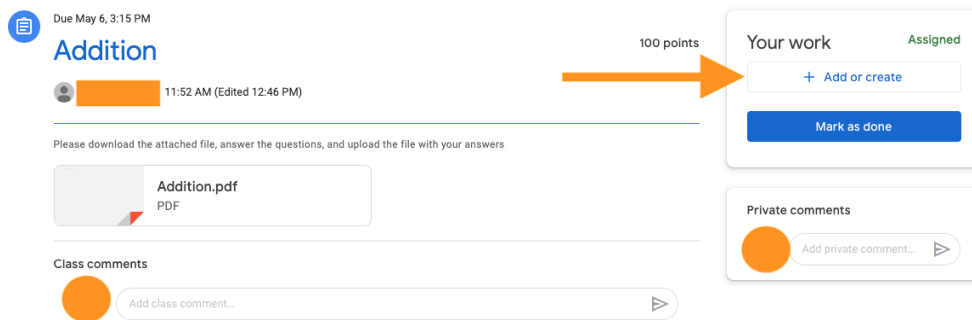 Due May 6, 3:15 PM
Addition
100 points
11:52 AM (Edited 12:46 PM)
Please download the attached file, answer the questions, and upload the file with your answers
Addition.pdf
PDF
Class comments
Add class comment...
Your work
Assigned
+ Add or create
Mark as done
Private comments
Add private comment...